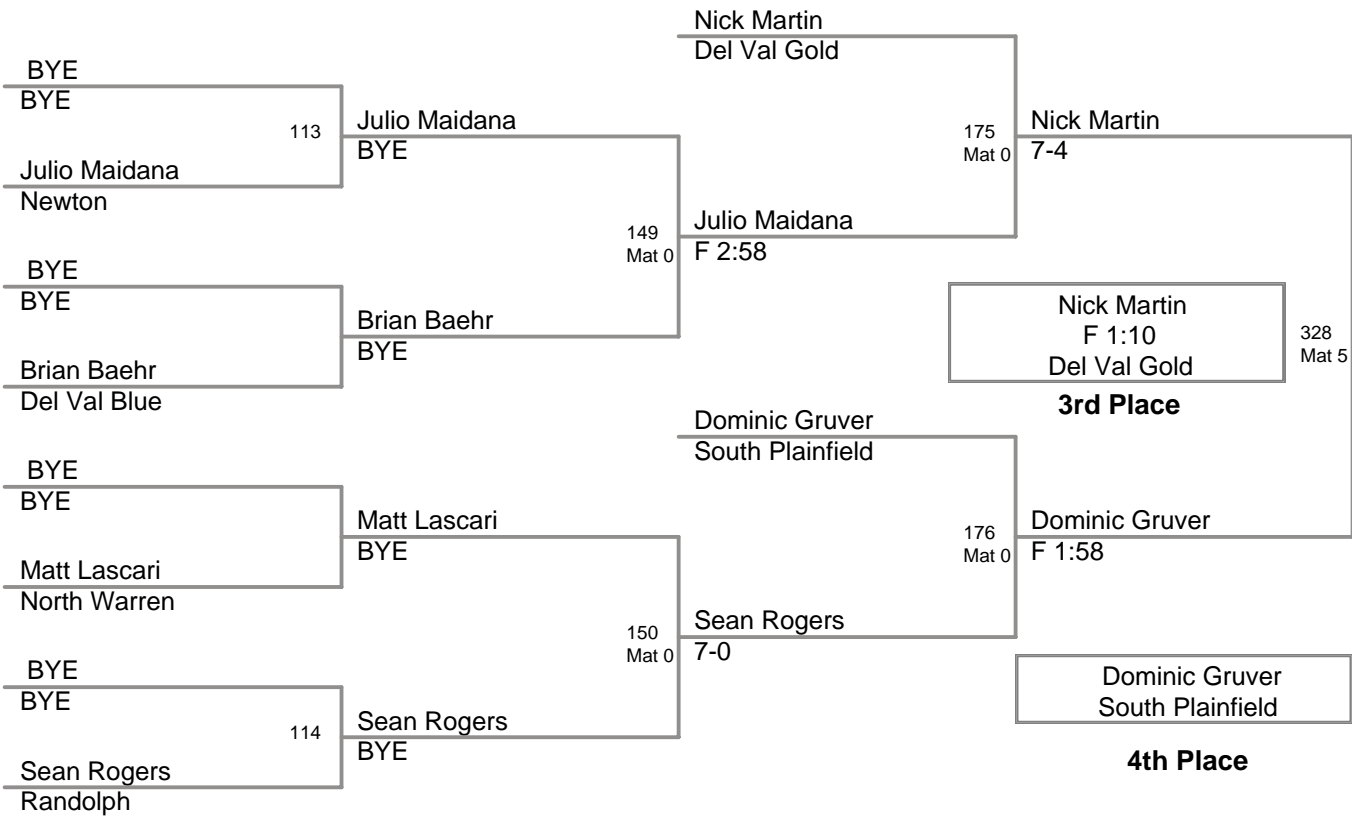 Nick Martin
Del Val Gold
BYE
BYE
113
Julio Maidana
BYE
175
Mat 0
Nick Martin
7-4
Julio Maidana
Newton
149
Mat 0
Julio Maidana
F 2:58
BYE
BYE
Brian Baehr
BYE
Nick Martin
F 1:10
Del Val Gold
328
Mat 5
3rd Place
Brian Baehr
Del Val Blue
Dominic Gruver
South Plainfield
BYE
BYE
Matt Lascari
BYE
176
Mat 0
Dominic Gruver
F 1:58
Matt Lascari
North Warren
150
Mat 0
Sean Rogers
7-0
BYE
BYE
114
Sean Rogers
BYE
Dominic Gruver
South Plainfield
4th Place
Sean Rogers
Randolph